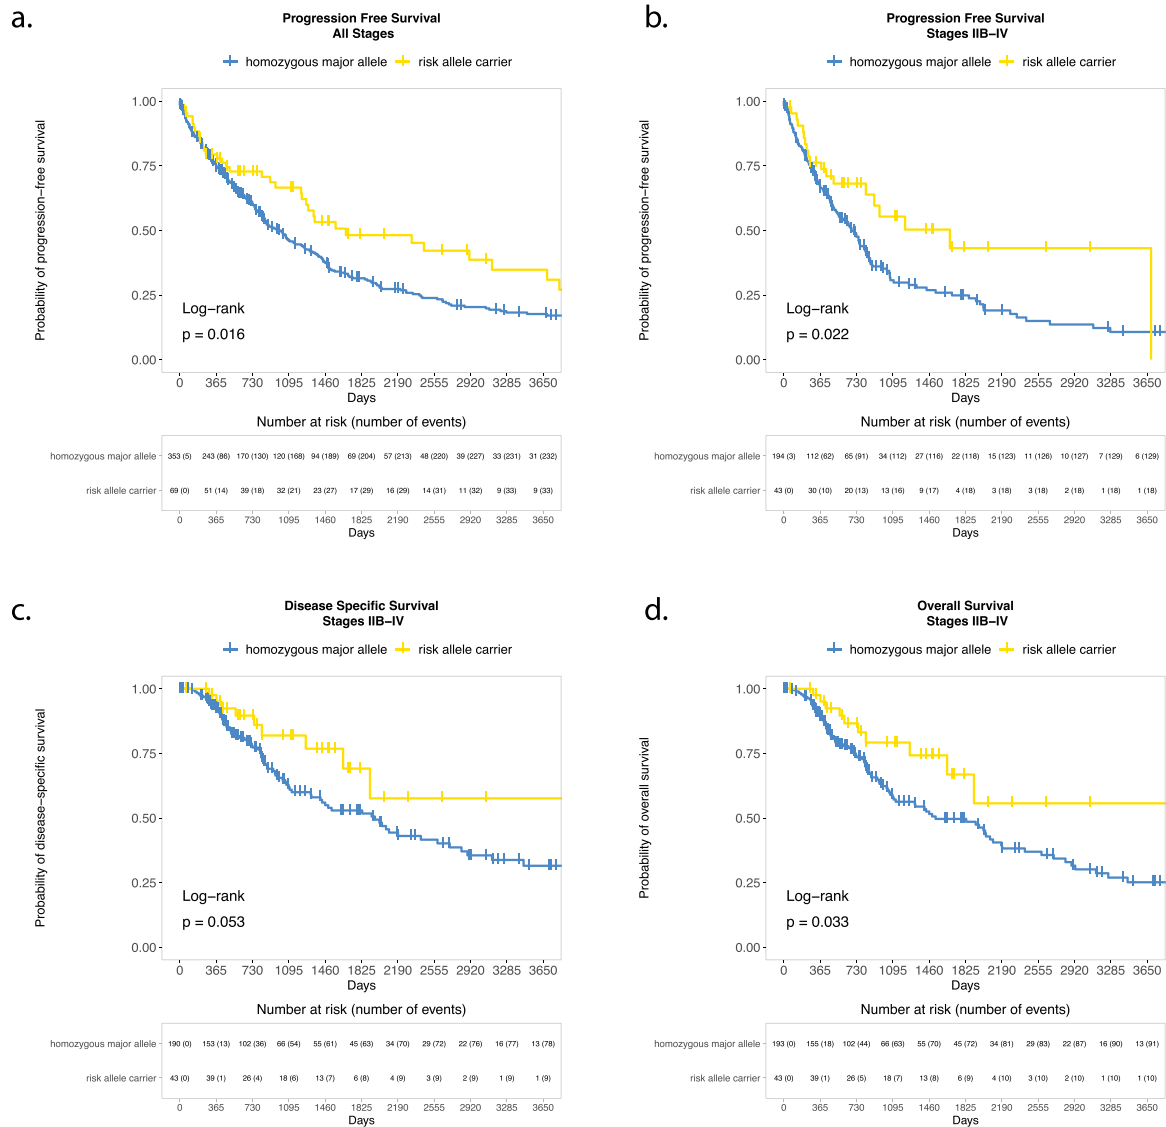 a.
Progression Free Survival
All Stages
homozygous major allele risk allele carrier
Probability of progression−free survival
1.00
0.75
0.50
0.25
0.00
Log−rank
p = 0.016
0 365 730 1095 1460 1825 2190 2555 2920 3285 3650
Days
Number at risk (number of events)
homozygous major allele 353 (5) 243 (86) 170 (130) 120 (168) 94 (189) 69 (204) 57 (213) 48 (220) 39 (227) 33 (231) 31 (232)
risk allele carrier 69 (0) 51 (14) 39 (18) 32 (21) 23 (27) 17 (29) 16 (29) 14 (31) 11 (32) 9 (33) 9 (33)
0 365 730 1095 1460 1825 2190 2555 2920 3285 3650
Days
b.
Progression Free Survival
Stages IIB−IV
homozygous major allele risk allele carrier
Probability of progression−free survival
1.00
0.75
0.50
0.25
0.00
Log−rank
p = 0.022
0 365 730 1095 1460 1825 2190 2555 2920 3285 3650
Days
Number at risk (number of events)
homozygous major allele 194 (3) 112 (62) 65 (91) 34 (112) 27 (116) 22 (118) 15 (123) 11 (126) 10 (127) 7 (129) 6 (129)
risk allele carrier 43 (0) 30 (10) 20 (13) 13 (16) 9 (17) 4 (18) 3 (18) 3 (18) 2 (18) 1 (18) 1 (18)
0 365 730 1095 1460 1825 2190 2555 2920 3285 3650
Days
c.
Disease Specific Survival
Stages IIB−IV
homozygous major allele risk allele carrier
Probability of disease−specific survival
1.00
0.75
0.50
0.25
0.00
Log−rank
p = 0.053
0 365 730 1095 1460 1825 2190 2555 2920 3285 3650
Days
Number at risk (number of events)
homozygous major allele 190 (0) 153 (13) 102 (36) 66 (54) 55 (61) 45 (63) 34 (70) 29 (72) 22 (76) 16 (77) 13 (78)
risk allele carrier 43 (0) 39 (1) 26 (4) 18 (6) 13 (7) 6 (8) 4 (9) 3 (9) 2 (9) 1 (9) 1 (9)
0 365 730 1095 1460 1825 2190 2555 2920 3285 3650
Days
d.
Overall Survival
Stages IIB−IV
homozygous major allele risk allele carrier
Probability of overall survival
1.00
0.75
0.50
0.25
0.00
Log−rank
p = 0.033
0 365 730 1095 1460 1825 2190 2555 2920 3285 3650
Days
Number at risk (number of events)
homozygous major allele 193 (0) 155 (18) 102 (44) 66 (63) 55 (70) 45 (72) 34 (81) 29 (83) 22 (87) 16 (90) 13 (91)
risk allele carrier 43 (0) 39 (1) 26 (5) 18 (7) 13 (8) 6 (9) 4 (10) 3 (10) 2 (10) 1 (10) 1 (10)
0 365 730 1095 1460 1825 2190 2555 2920 3285 3650
Days